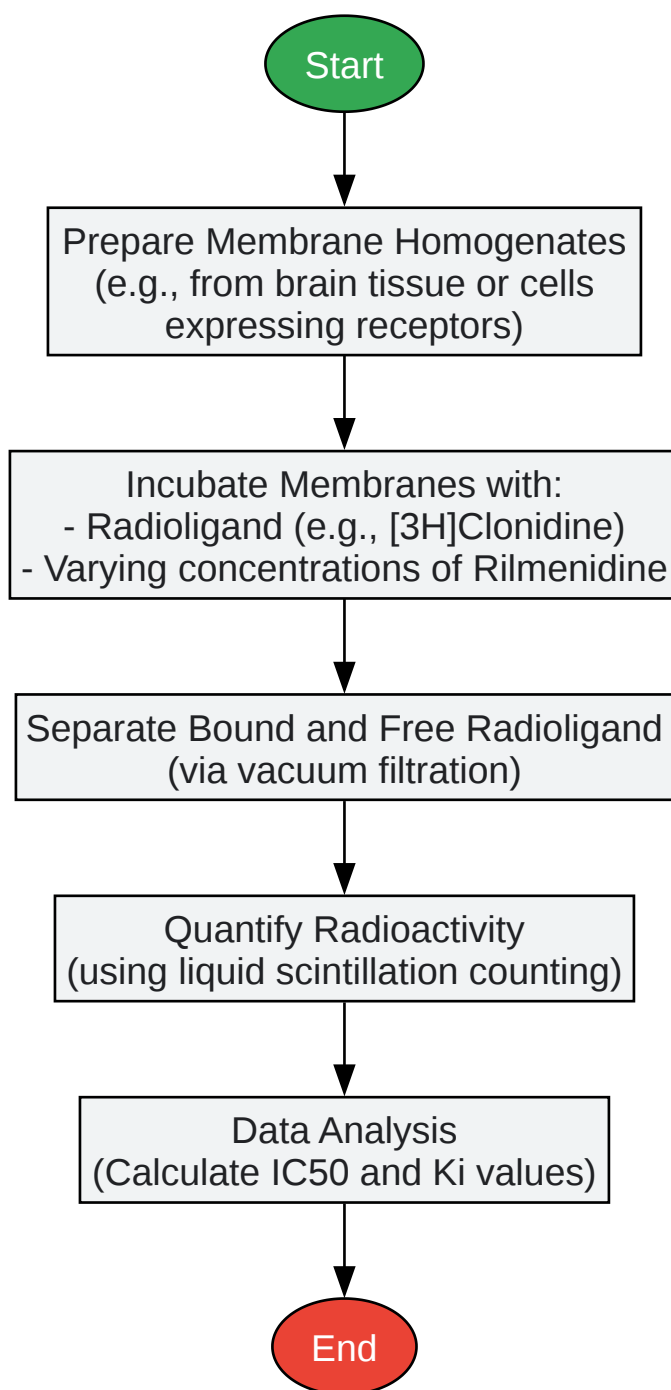 Start
Prepare Membrane Homogenates
(e.g., from brain tissue or cells
expressing receptors)
Incubate Membranes with:
- Radioligand (e.g., [3H]Clonidine)
- Varying concentrations of Rilmenidine
Separate Bound and Free Radioligand
(via vacuum filtration)
Quantify Radioactivity
(using liquid scintillation counting)
Data Analysis
(Calculate IC50 and Ki values)
End